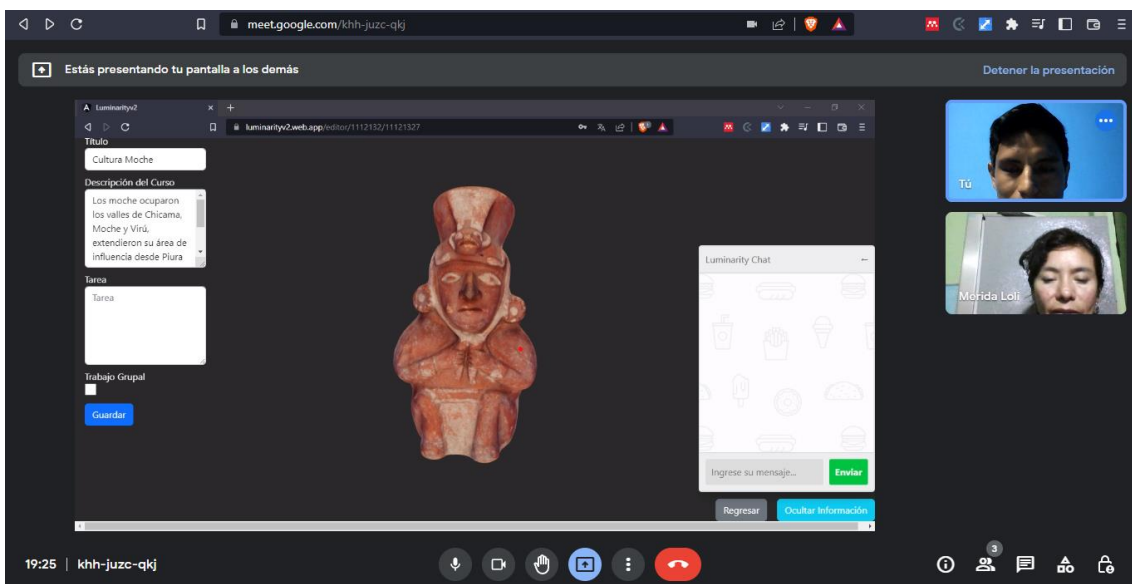 meet.google.com/khh-juzc-qkj
Estás presentando tu pantalla a los demás
Detener la presentación
Luminarityv2
luminarityv2.web.app/editor/1112132/11121327
Título
Cultura Moche
Descripción del Curso
Los moche ocuparon
los valles de Chicama,
Moche y Virú,
extendieron su área de
influencia desde Piura
Tarea
Tarea
Trabajo Grupal
Guardar
Luminarity Chat
Ingrese su mensaje...
Enviar
Regresar
Ocultar Información
Tú
Morida Loli
19:25 | khh-juzc-qkj
3